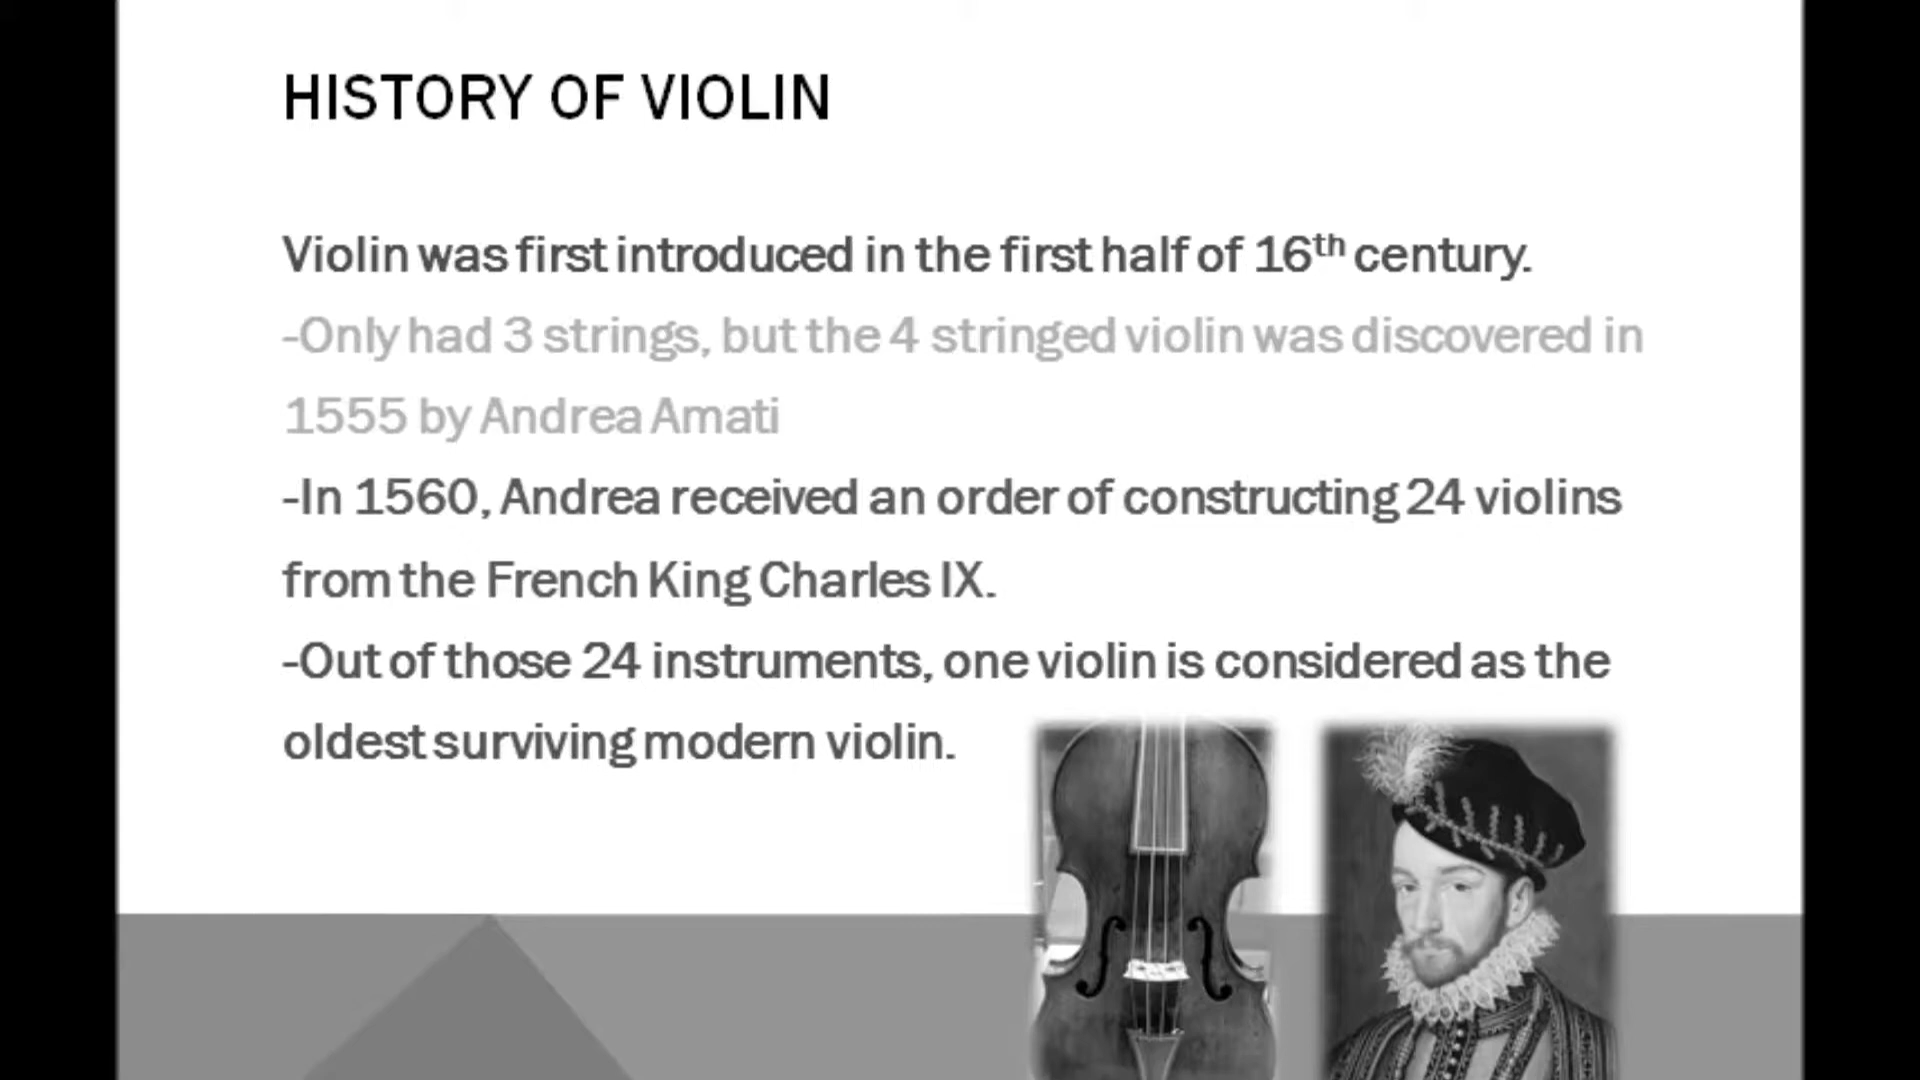 HISTORY OF VIOLIN
Violin was first introduced in the first half of 16th century.
-Only had 3 strings, but the 4 stringed violin was discovered in
1555 by Andrea Amati
-In 1560, Andrea received an order of constructing 24 violins
from the French King Charles IX.
-Out of those 24 instruments, one violin is considered as the
oldest surviving modern violin.